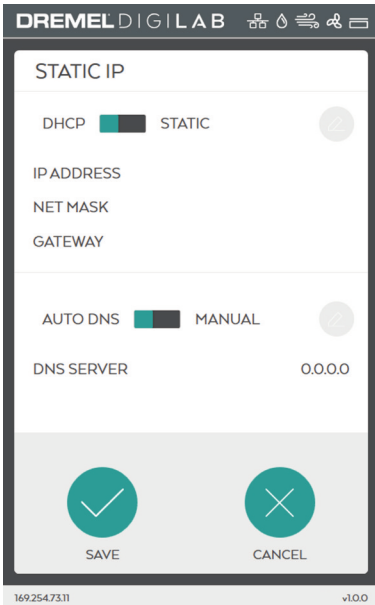 DREMEL DIGILAB
STATIC IP
DHCP STATIC
IP ADDRESS
NET MASK
GATEWAY
AUTO DNS MANUAL
DNS SERVER 0.0.0.0
SAVE CANCEL
169.254.73.11 v1.0.0